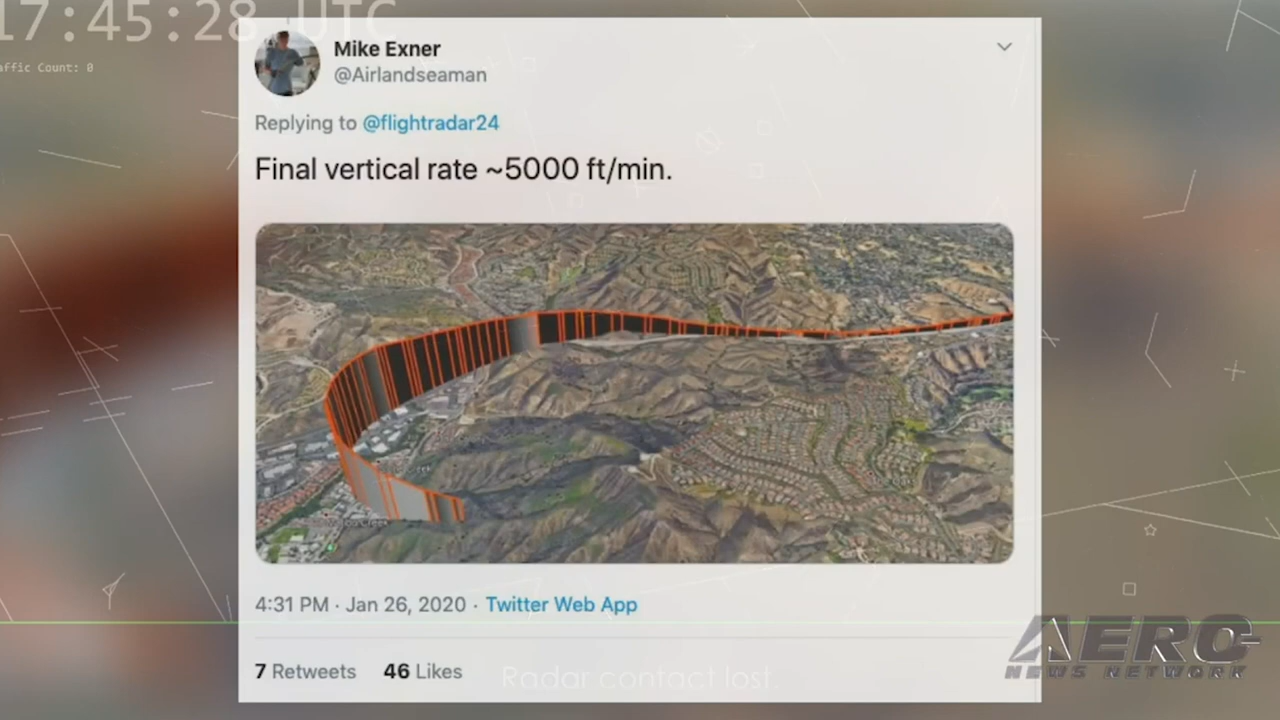 17:45:28 UTC
affic Count: 0
Mike Exner
@Airlandseaman
Replying to @flightradar24
Final vertical rate ~5000 ft/min.
4:31 PM · Jan 26, 2020 · Twitter Web App
7 Retweets 46 Likes
Radar contact lost.
AERO
NEWS NETWORK